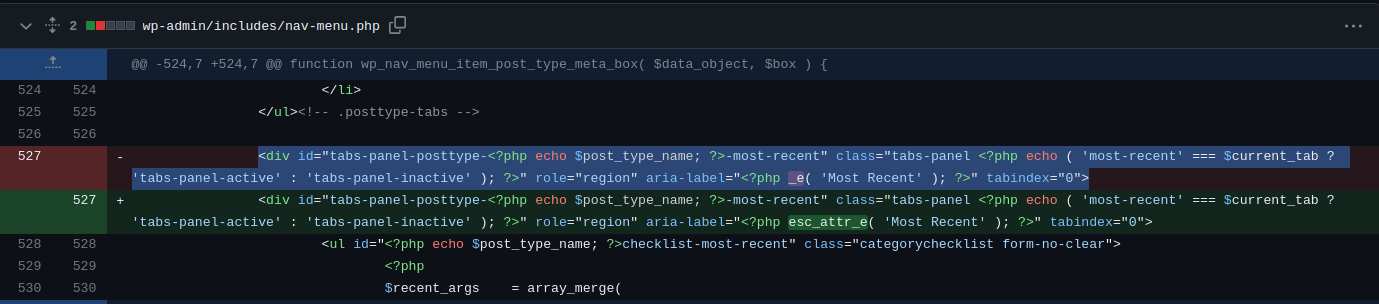 2 wp-admin/includes/nav-menu.php
@@ -524,7 +524,7 @@ function wp_nav_menu_item_post_type_meta_box( $data_object, $box ) {
524 524 </li>
525 525 </ul><!-- .posttype-tabs -->
526 526
527 - <div id="tabs-panel-posttype-<?php echo $post_type_name; ?>-most-recent" class="tabs-panel <?php echo ( 'most-recent' === $current_tab ?
'tabs-panel-active' : 'tabs-panel-inactive' ); ?>" role="region" aria-label="<?php _e( 'Most Recent' ); ?>" tabindex="0">
527 + <div id="tabs-panel-posttype-<?php echo $post_type_name; ?>-most-recent" class="tabs-panel <?php echo ( 'most-recent' === $current_tab ?
'tabs-panel-active' : 'tabs-panel-inactive' ); ?>" role="region" aria-label="<?php esc_attr_e( 'Most Recent' ); ?>" tabindex="0">
528 528 <ul id="<?php echo $post_type_name; ?>checklist-most-recent" class="categorychecklist form-no-clear">
529 529 <?php
530 530 $recent_args    = array_merge(